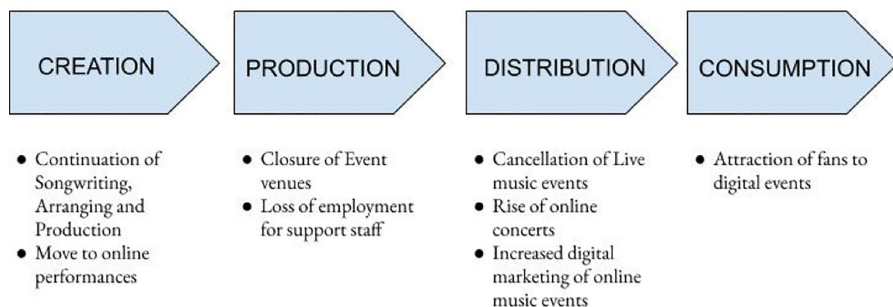 CREATION
PRODUCTION
DISTRIBUTION
CONSUMPTION
● Continuation of
Songwriting,
Arranging and
Production
● Move to online
performances
● Closure of Event
venues
● Loss of employment
for support staff
● Cancellation of Live
music events
● Rise of online
concerts
● Increased digital
marketing of online
music events
● Attraction of fans to
digital events